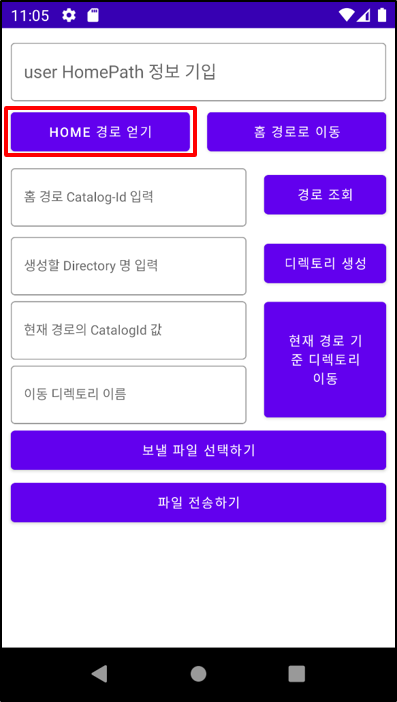 11:05
user HomePath 정보 기입
HOME 경로 얻기
홈 경로로 이동
홈 경로 Catalog-Id 입력
경로 조회
생성할 Directory 명 입력
디렉토리 생성
현재 경로의 CatalogId 값
이동 디렉토리 이름
현재 경로 기
준 디렉토리
이동
보낼 파일 선택하기
파일 전송하기